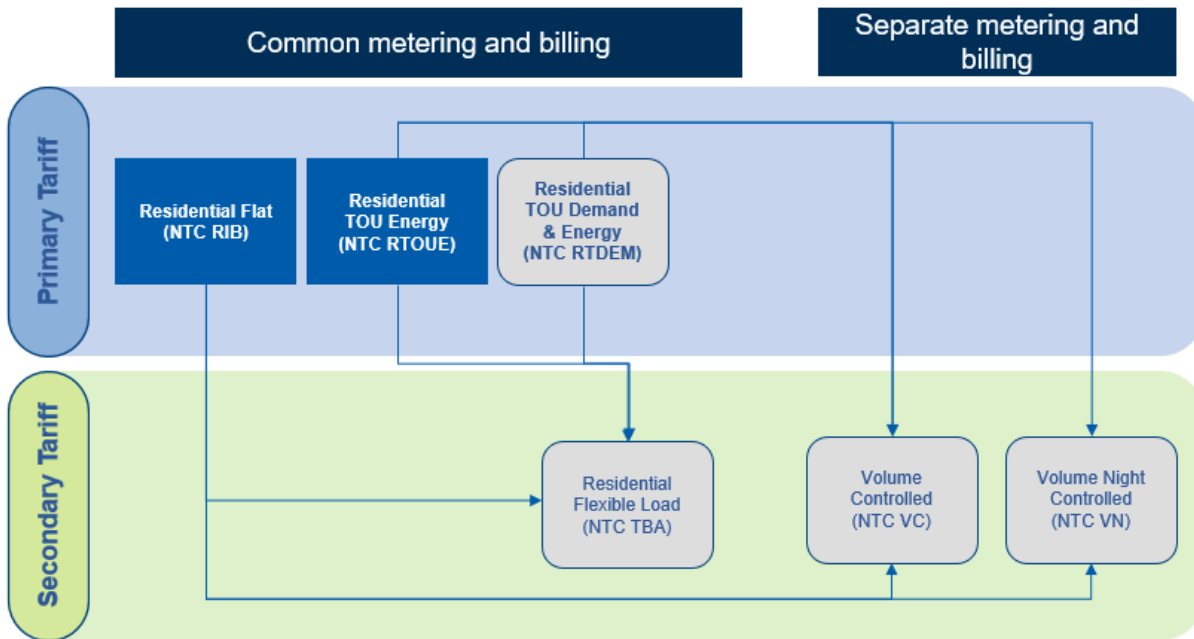 Common metering and billing
Separate metering and
billing
Primary Tariff
Residential Flat
(NTC RIB)
Residential
TOU Energy
(NTC RTOUE)
Residential
TOU Demand
& Energy
(NTC RTDEM)
Secondary Tariff
Residential
Flexible Load
(NTC TBA)
Volume
Controlled
(NTC VC)
Volume Night
Controlled
(NTC VN)